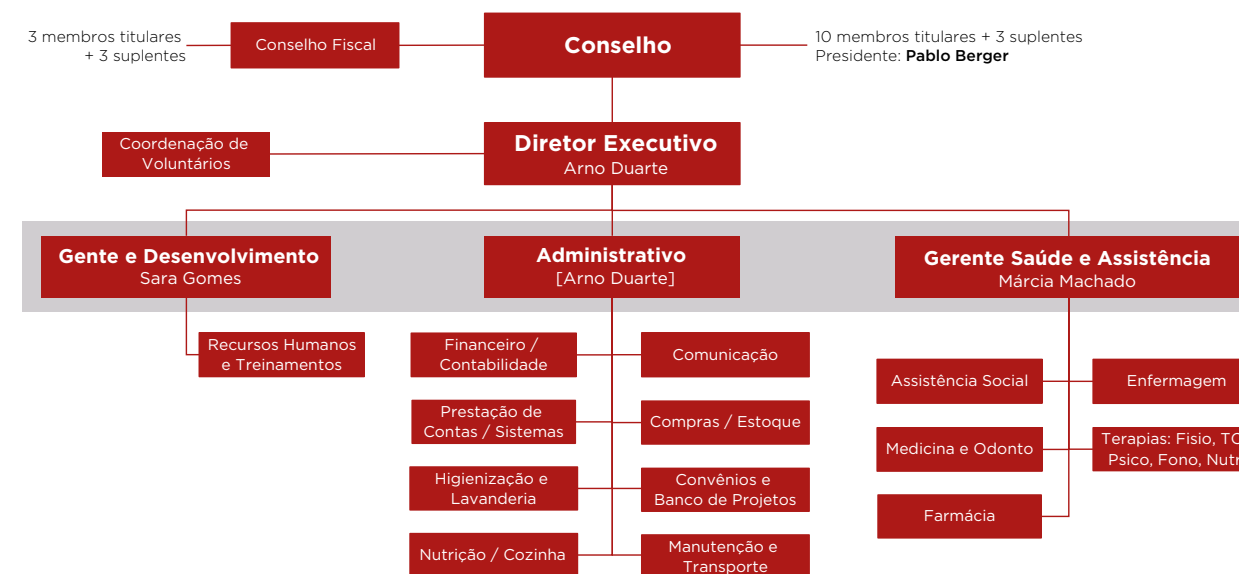 3 membros titulares
+ 3 suplentes
Conselho Fiscal
Conselho
10 membros titulares + 3 suplentes
Presidente: Pablo Berger
Coordenação de
Voluntários
Diretor Executivo
Arno Duarte
Gente e Desenvolvimento
Sara Gomes
Administrativo
[Arno Duarte]
Gerente Saúde e Assistência
Márcia Machado
Recursos Humanos
e Treinamentos
Financeiro /
Contabilidade
Comunicação
Prestação de
Contas / Sistemas
Compras / Estoque
Higienização e
Lavanderia
Convênios e
Banco de Projetos
Nutrição / Cozinha
Manutenção e
Transporte
Assistência Social
Enfermagem
Medicina e Odonto
Terapias: Fisio,
Psico, Fono,
Farmácia